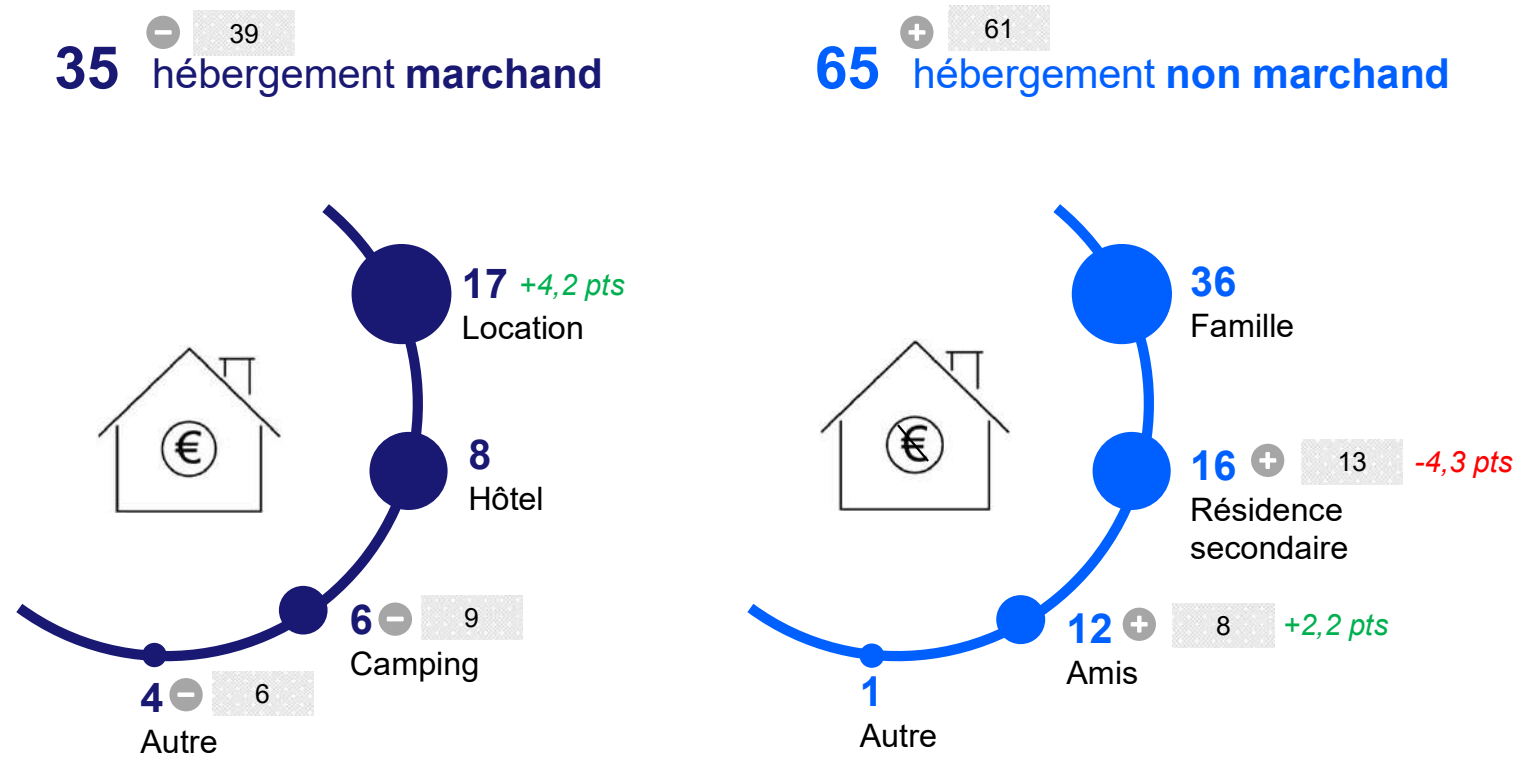 39
35 hébergement marchand
61
65 hébergement non marchand
17 +4,2 pts
Location
€
8
Hôtel
6 9
Camping
4 6
Autre
36
Famille
€
16 13 -4,3 pts
Résidence
secondaire
12 8 +2,2 pts
Amis
1
Autre